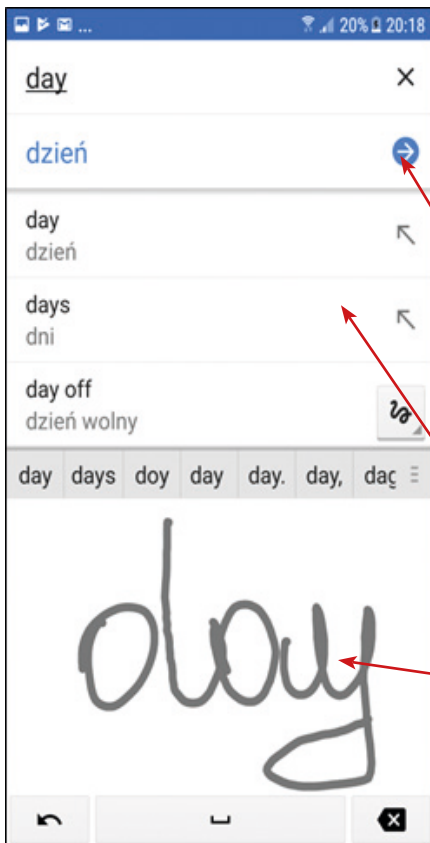 ... 20% 20:18
day
dzień
day
dzień
days
dni
day off
dzień wolny
day days doy day day. day,
day